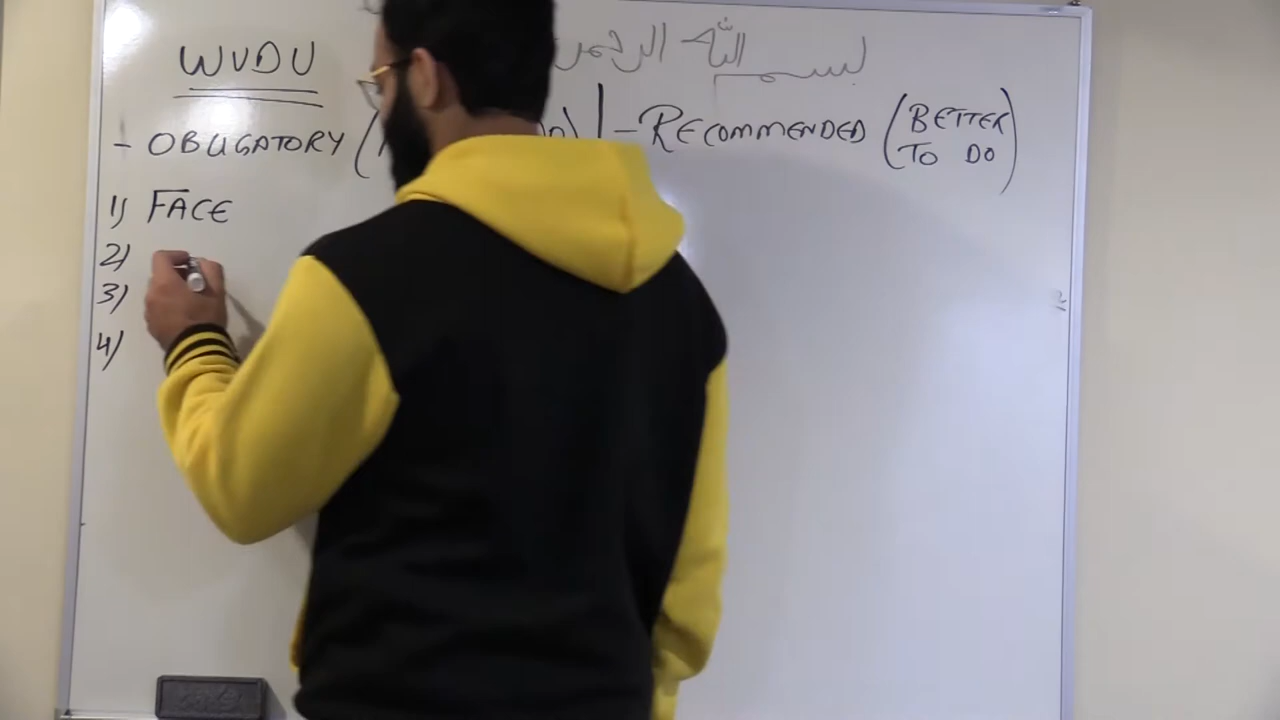 بسم الله الرحمن
WUDU
- OBLIGATORY (
- RECOMMENDED (BETTER
TO DO)
1) FACE
2)
3)
4)